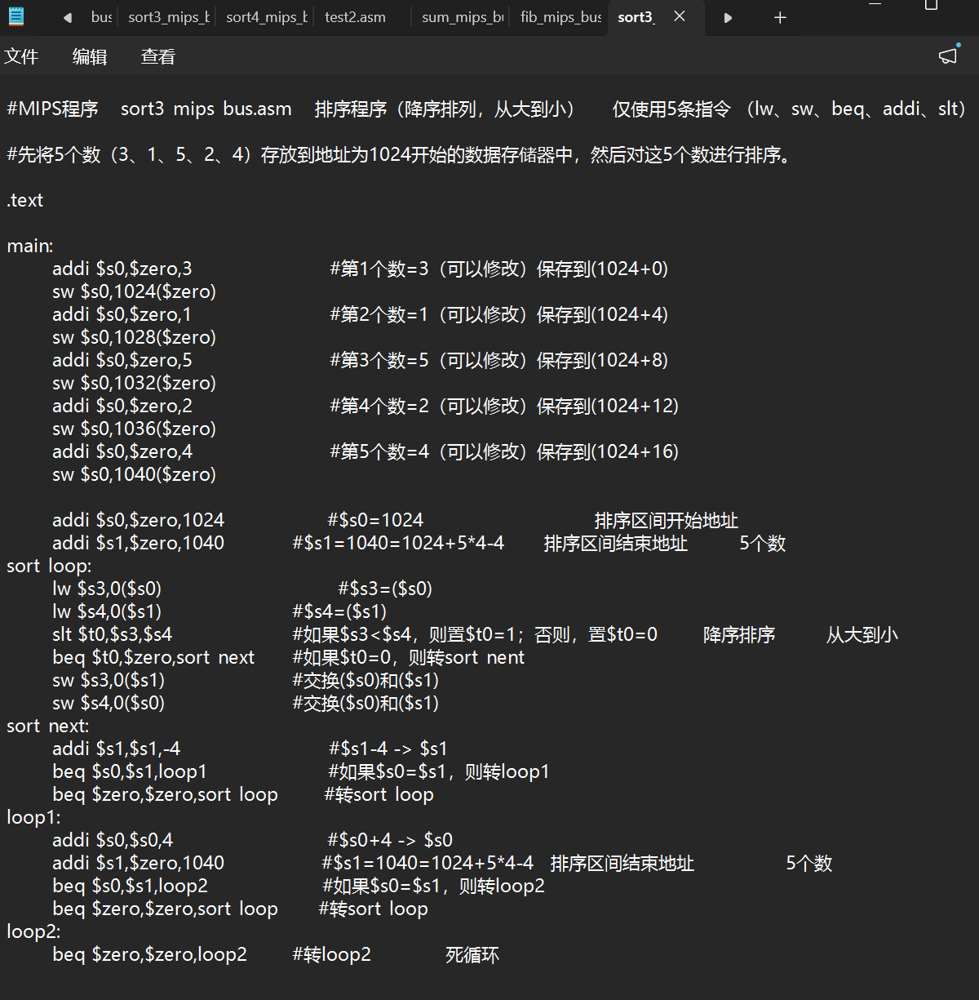 bus sort3_mips_b sort4_mips_b test2.asm sum_mips_bu fib_mips_bus sort3_
文件 编辑 查看
#MIPS程序 sort3 mips bus.asm 排序程序（降序排列，从大到小） 仅使用5条指令 （lw、sw、beq、addi、slt）
#先将5个数（3、1、5、2、4）存放到地址为1024开始的数据存储器中，然后对这5个数进行排序。
.text
main:
addi $s0,$zero,3 #第1个数=3（可以修改）保存到(1024+0)
sw $s0,1024($zero)
addi $s0,$zero,1 #第2个数=1（可以修改）保存到(1024+4)
sw $s0,1028($zero)
addi $s0,$zero,5 #第3个数=5（可以修改）保存到(1024+8)
sw $s0,1032($zero)
addi $s0,$zero,2 #第4个数=2（可以修改）保存到(1024+12)
sw $s0,1036($zero)
addi $s0,$zero,4 #第5个数=4（可以修改）保存到(1024+16)
sw $s0,1040($zero)
addi $s0,$zero,1024 #$s0=1024 排序区间开始地址
addi $s1,$zero,1040 #$s1=1040=1024+5*4-4 排序区间结束地址 5个数
sort loop:
lw $s3,0($s0) #$s3=($s0)
lw $s4,0($s1) #$s4=($s1)
slt $t0,$s3,$s4 #如果$s3<$s4，则置$t0=1；否则，置$t0=0 降序排序 从大到小
beq $t0,$zero,sort next #如果$t0=0，则转sort nent
sw $s3,0($s1) #交换($s0)和($s1)
sw $s4,0($s0) #交换($s0)和($s1)
sort next:
addi $s1,$s1,-4 #$s1-4 -> $s1
beq $s0,$s1,loop1 #如果$s0=$s1，则转loop1
beq $zero,$zero,sort loop #转sort loop
loop1:
addi $s0,$s0,4 #$s0+4 -> $s0
addi $s1,$zero,1040 #$s1=1040=1024+5*4-4 排序区间结束地址 5个数
beq $s0,$s1,loop2 #如果$s0=$s1，则转loop2
beq $zero,$zero,sort loop #转sort loop
loop2:
beq $zero,$zero,loop2 #转loop2 死循环